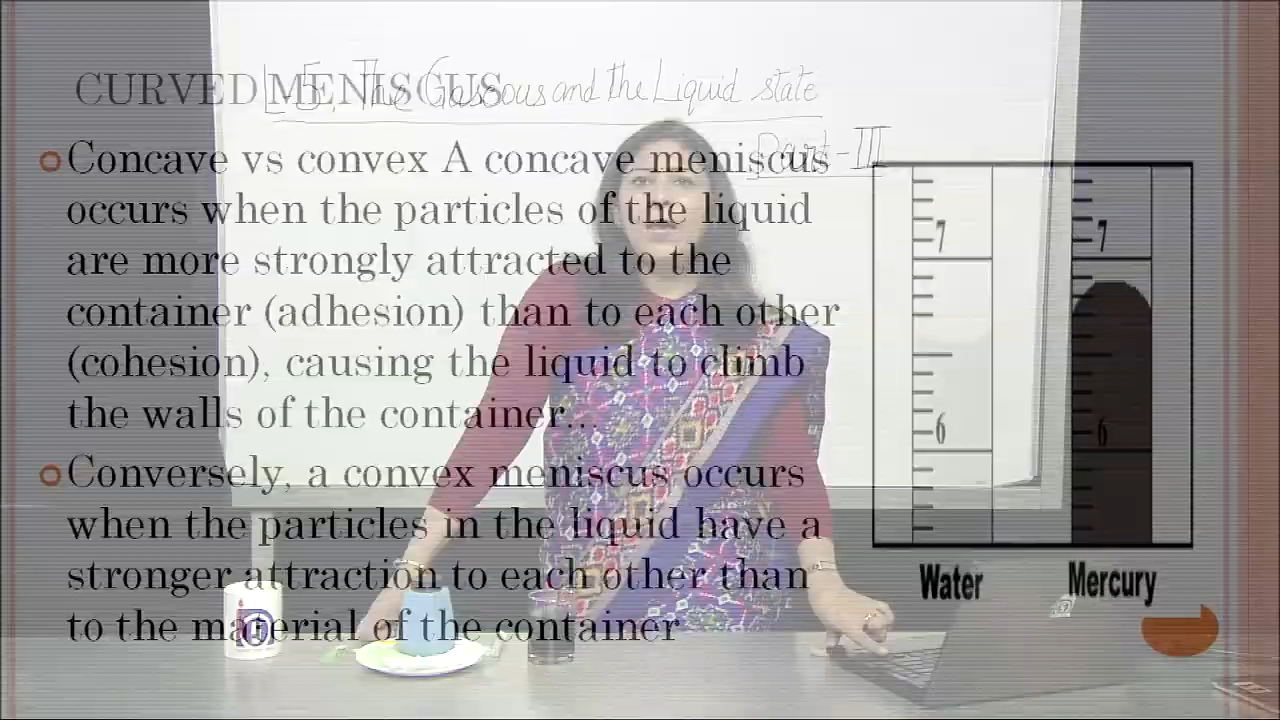 CURVED MENISCUS
L 5. The Gaseous and the Liquid state
Part-III
Concave vs convex A concave meniscus
occurs when the particles of the liquid
are more strongly attracted to the
container (adhesion) than to each other
(cohesion), causing the liquid to climb
the walls of the container...
Conversely, a convex meniscus occurs
when the particles in the liquid have a
stronger attraction to each other than
to the material of the container
7
6
7
6
Water
Mercury